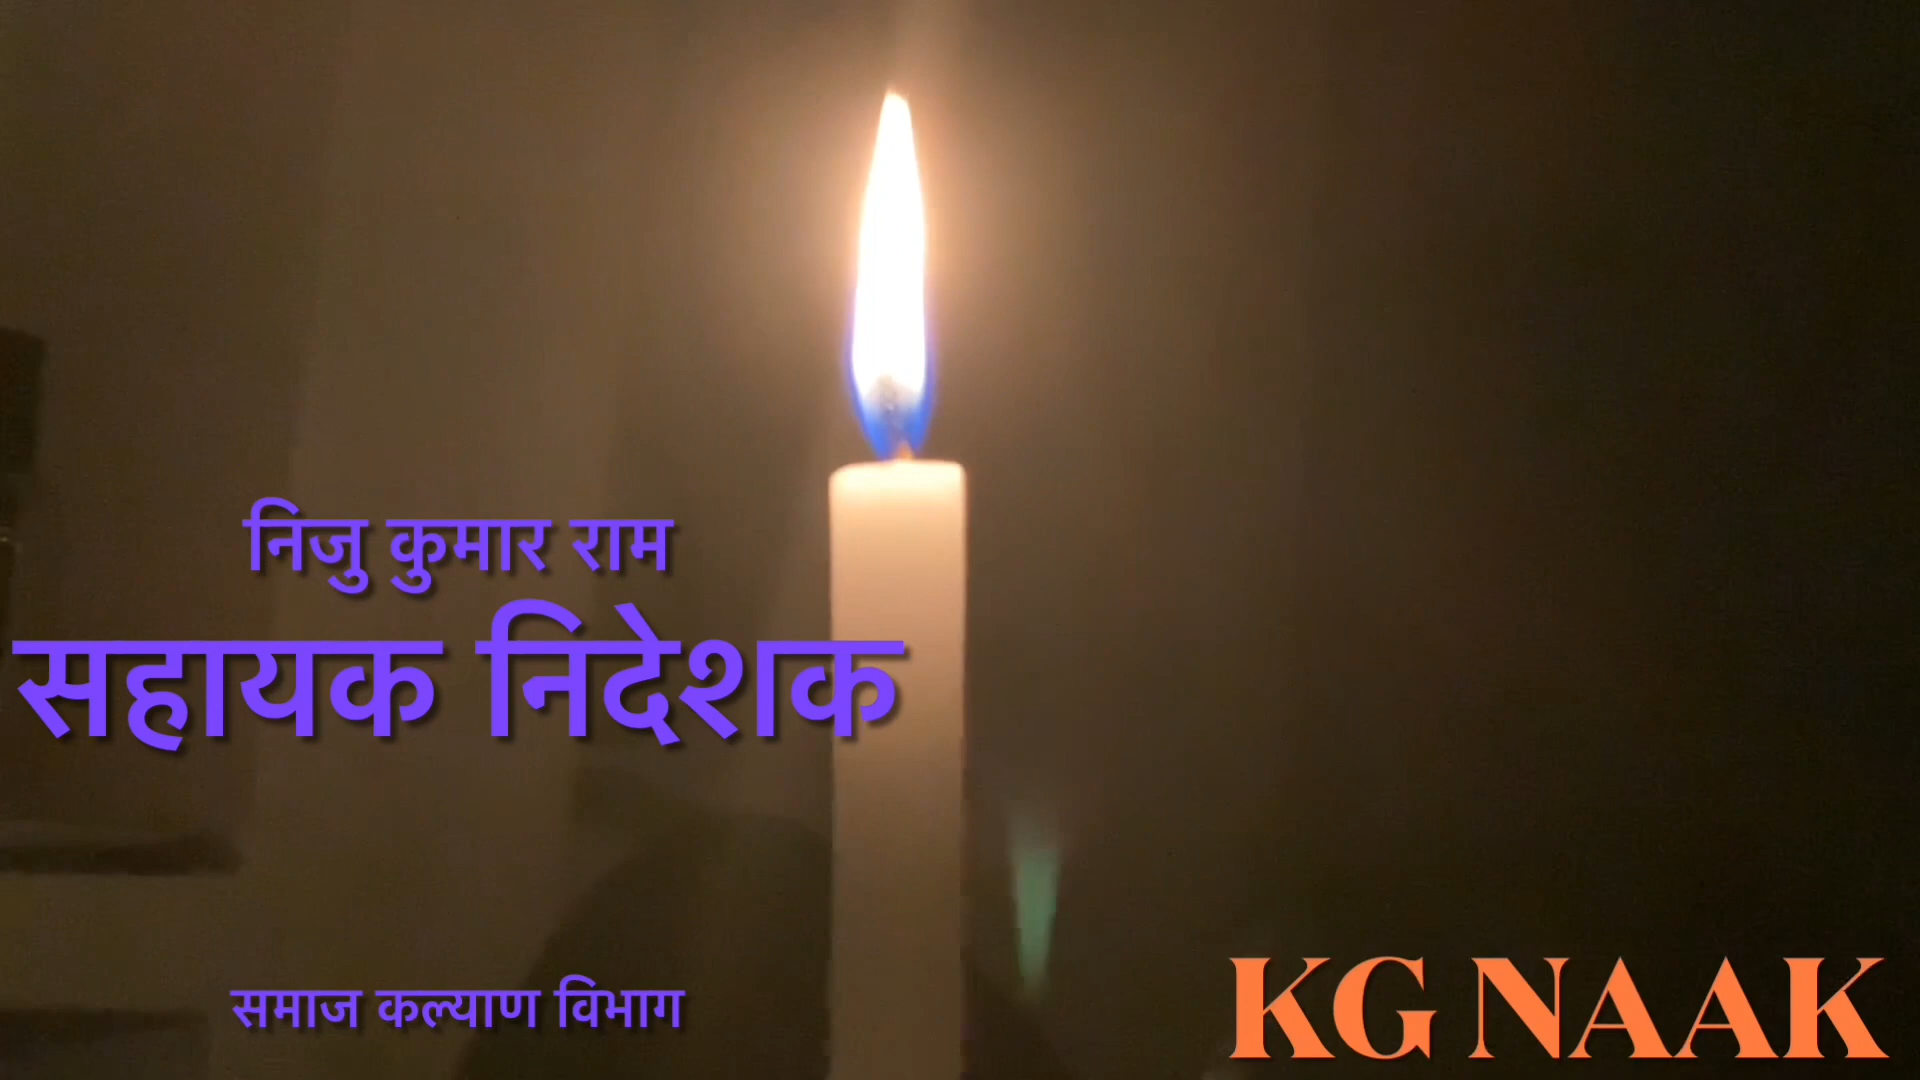 निजु कुमार राम
सहायक निदेशक
समाज कल्याण विभाग
KG NAAK